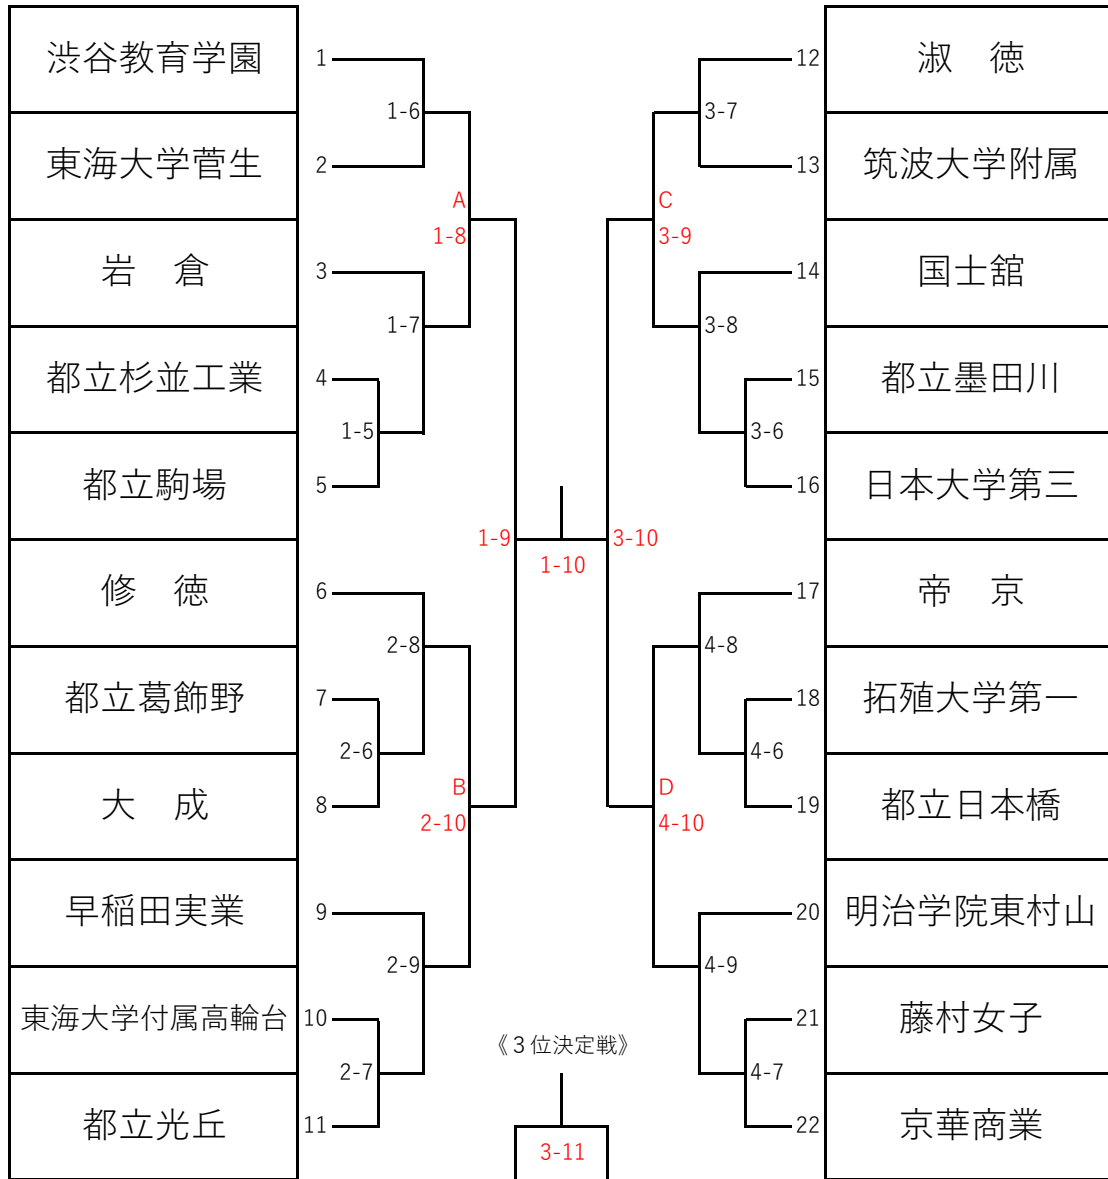 渋谷教育学園 1
1-6
東海大学菅生 2
A
1-8
岩　倉 3
1-7
都立杉並工業 4
1-5
都立駒場 5
1-9
修　徳 6
2-8
都立葛飾野 7
2-6
大　成 8
B
2-10
早稲田実業 9
2-9
東海大学付属高輪台 10
2-7
都立光丘 11
1-10
《３位決定戦》
3-11
12 淑　徳
3-7
13 筑波大学附属
C
3-9
14 国士舘
3-8
15 都立墨田川
3-6
16 日本大学第三
3-10
17 帝　京
4-8
18 拓殖大学第一
4-6
19 都立日本橋
D
4-10
20 明治学院東村山
4-9
21 藤村女子
4-7
22 京華商業